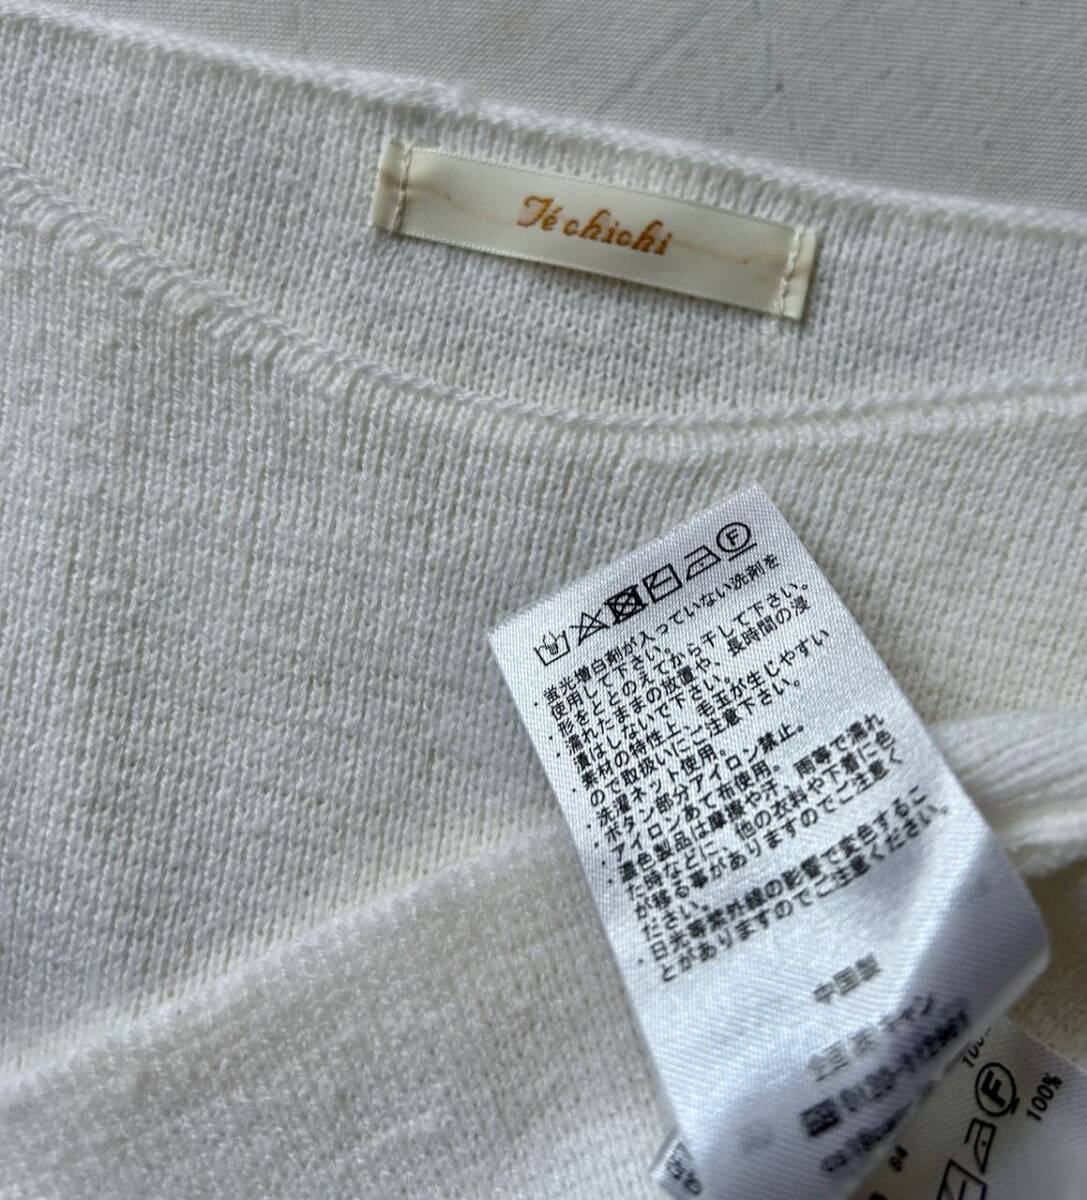 Té chichi
F
・蛍光増白剤が入っていない洗剤を
使用して下さい。
・形をととのえてから干して下さい。
・濡れたままの放置や、長時間の浸
漬はしないで下さい。
・素材の特性上、毛玉が生じやすい
ので取扱いにご注意下さい。
・洗濯ネット使用。
・ボタン部分アイロン禁止。
・アイロンあて布使用。
・濃色製品は摩擦や汗、雨等で濡れ
た時などに、他の衣料や下着に色
が移る事がありますのでご注意く
ださい。
・日光等紫外線の影響で変色するこ
とがありますのでご注意ください。
中国製
F
100%